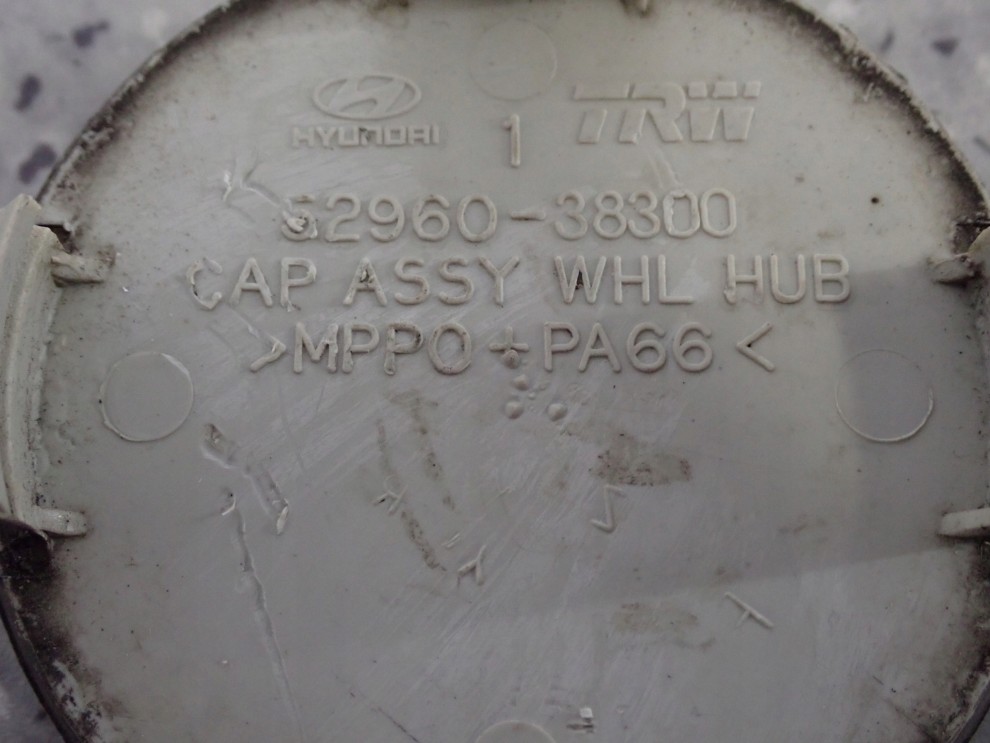 HYUNDAI
1
TRW
52960-38300
CAP ASSY WHL HUB
>MPPO+PA66<